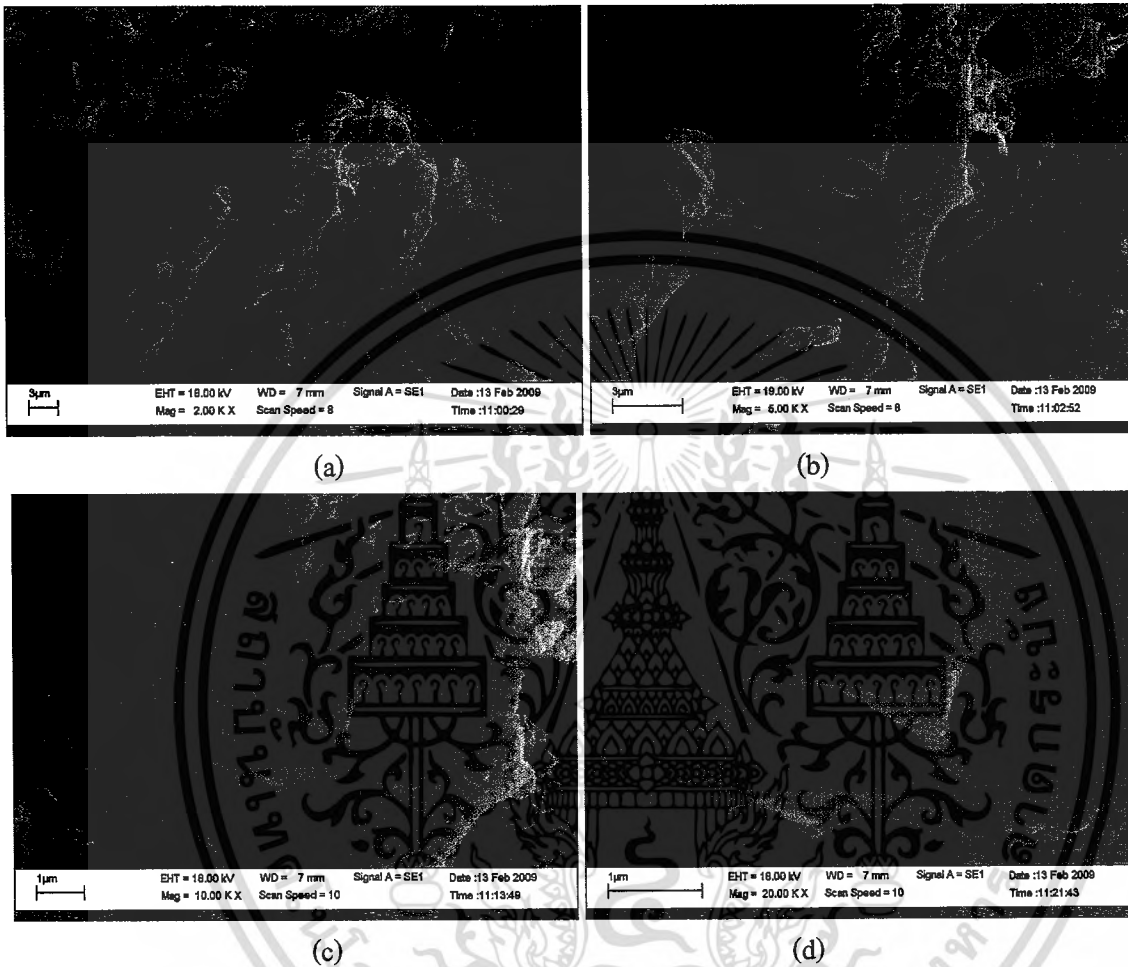 3µm
EHT = 18.00 kV WD = 7 mm Signal A = SE1 Date :13 Feb 2009
Mag = 2.00 K X Scan Speed = 8 Time :11:00:29
(a)
3µm
EHT = 19.00 kV WD = 7 mm Signal A = SE1 Date :13 Feb 2009
Mag = 5.00 K X Scan Speed = 8 Time :11:02:52
(b)
1µm
EHT = 18.00 kV WD = 7 mm Signal A = SE1 Date :13 Feb 2009
Mag = 10.00 K X Scan Speed = 10 Time :11:13:49
(c)
1µm
EHT = 18.00 kV WD = 7 mm Signal A = SE1 Date :13 Feb 2009
Mag = 20.00 K X Scan Speed = 10 Time :11:21:43
(d)